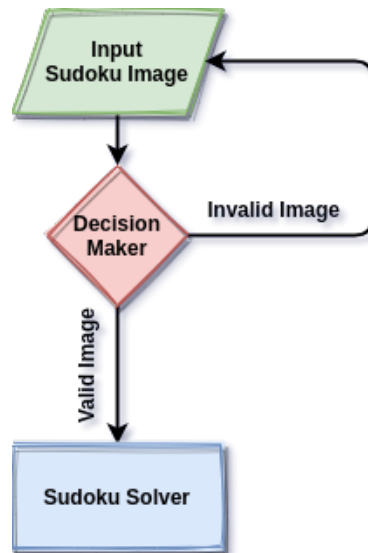 Input
Sudoku Image
Decision
Maker
Invalid Image
Valid Image
Sudoku Solver